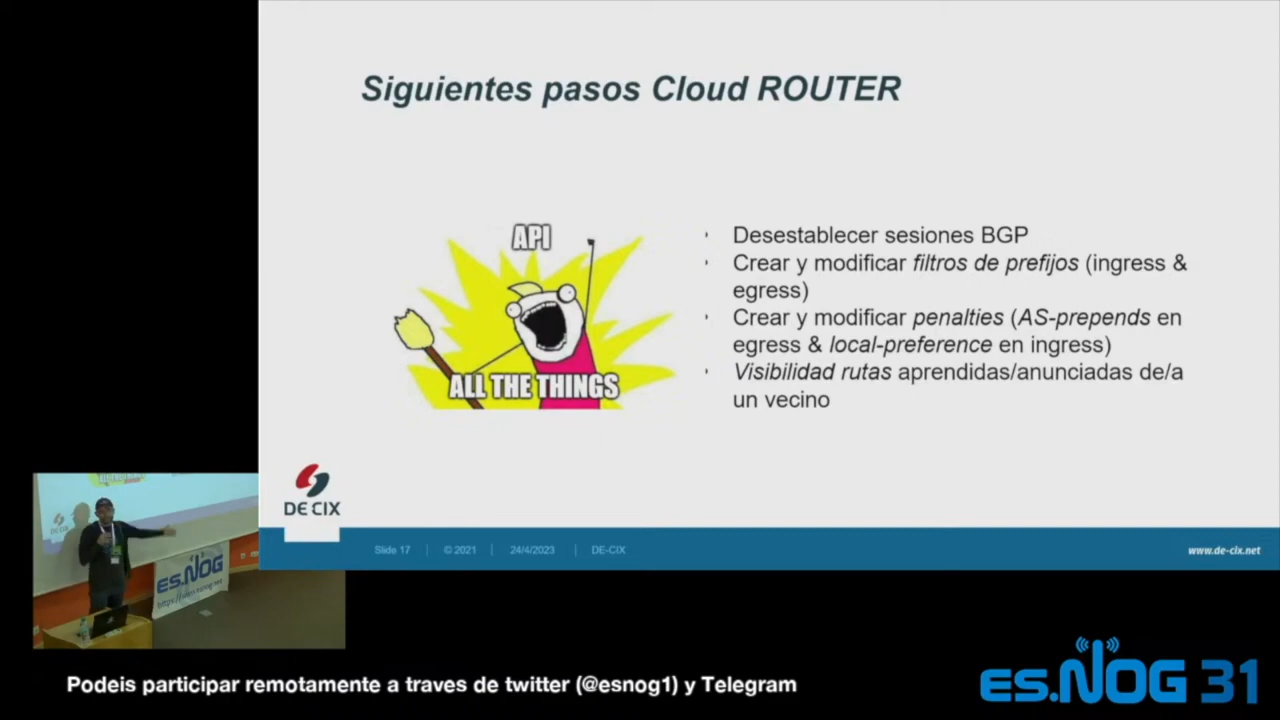 Siguientes pasos Cloud ROUTER
API
ALL THE THINGS
Desestablecer sesiones BGP
Crear y modificar filtros de prefijos (ingress &
egress)
Crear y modificar penalties (AS-prepends en
egress & local-preference en ingress)
Visibilidad rutas aprendidas/anunciadas de/a
un vecino
DE CIX
Slide 17 | © 2021 | 24/4/2023 | DE-CIX
www.de-cix.net
DE CIX
ES.NOG
Podeis participar remotamente a traves de twitter (@esnog1) y Telegram
es.NOG 31